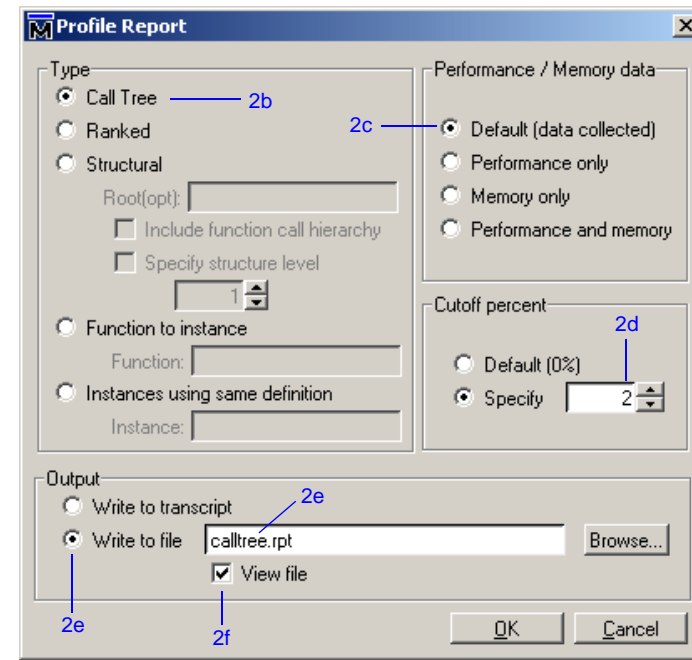 Profile Report
Type
Call Tree 2b
Ranked
Structural
Root(opt):
Include function call hierarchy
Specify structure level
1
Function to instance
Function:
Instances using same definition
Instance:
Performance / Memory data
2c Default (data collected)
Performance only
Memory only
Performance and memory
Cutoff percent
2d
Default (0%)
Specify 2
Output
Write to transcript 2e
Write to file calltree.rpt Browse...
View file
2e 2f
OK Cancel